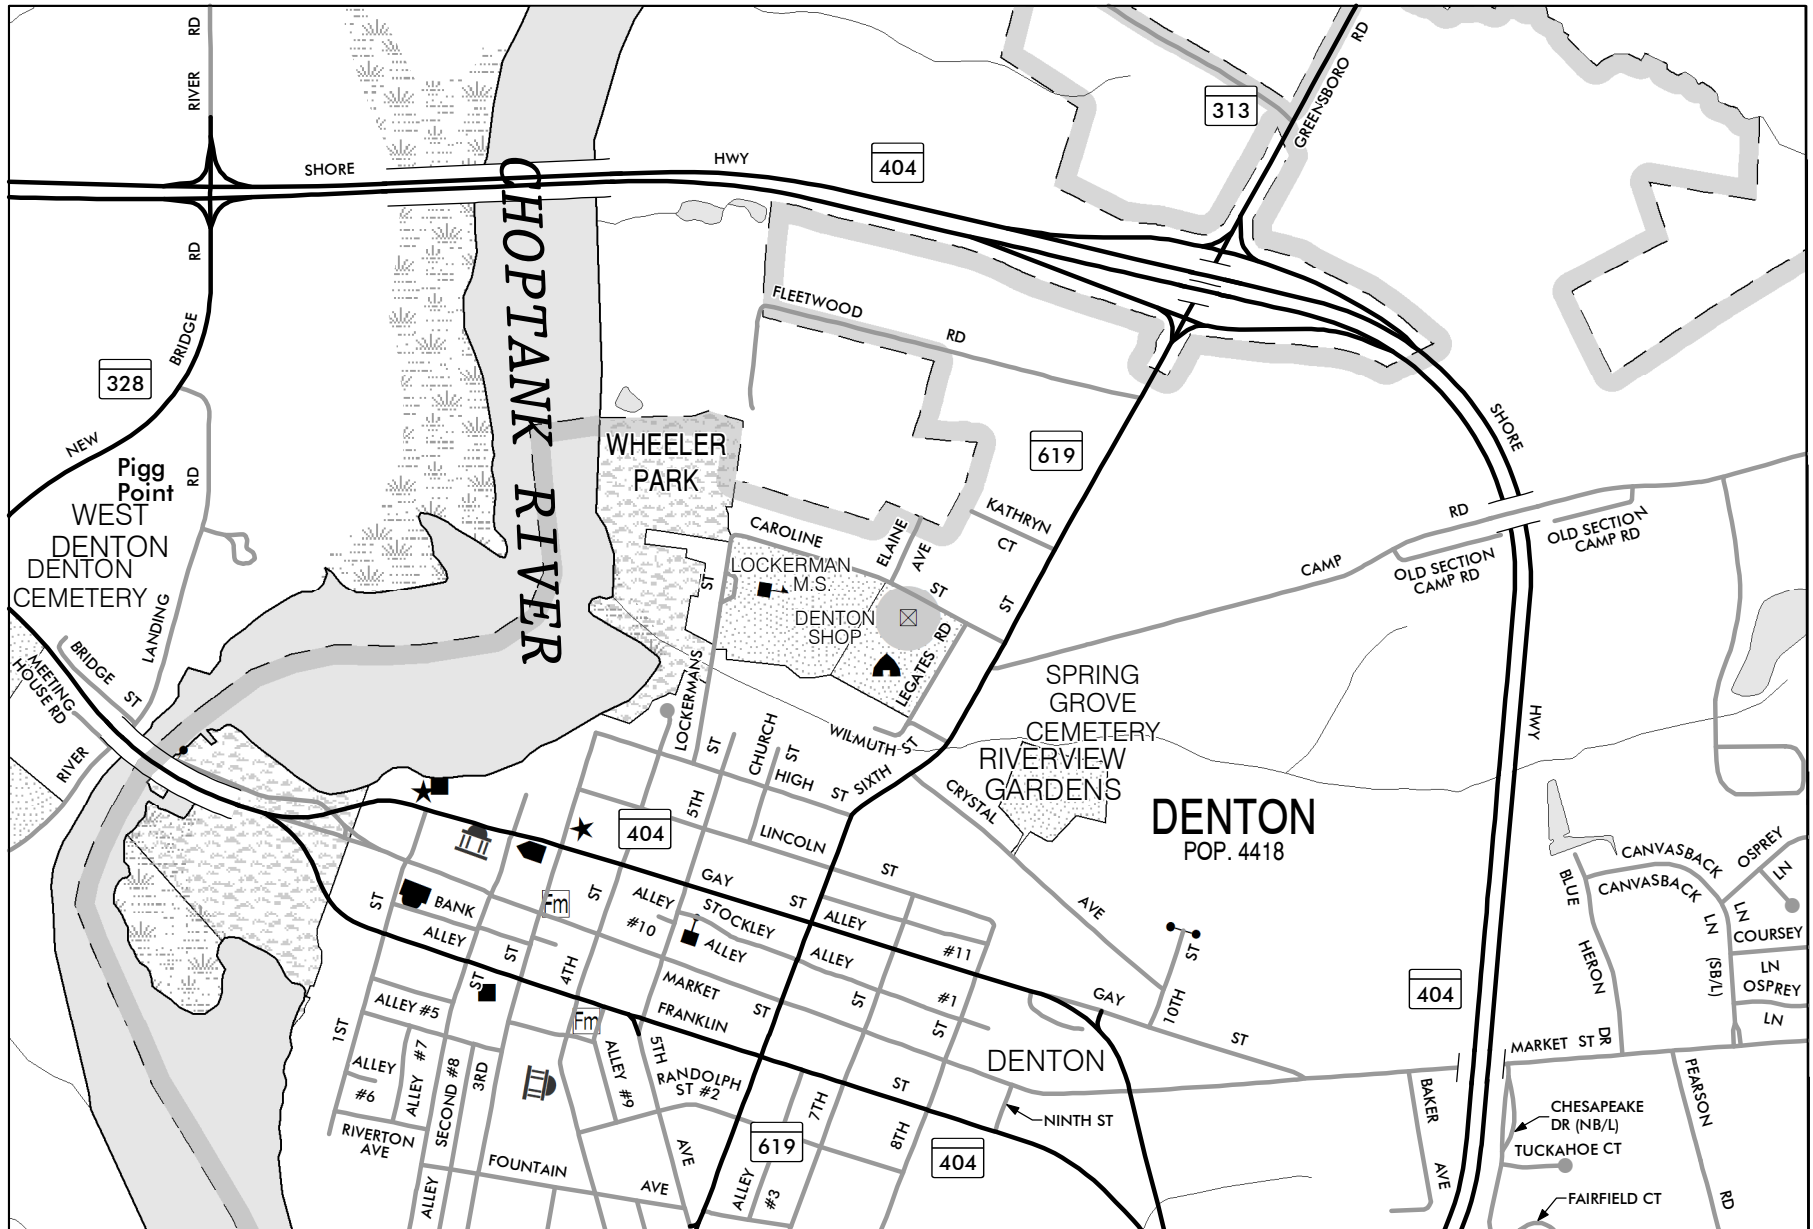 RIVER
RD
SHORE
HWY
404
313
GREENSBORO
RD
CHOPTANK RIVER
RD
BRIDGE
328
NEW
FLEETWOOD
RD
SHORE
Pigg
Point
RD
WEST
DENTON
DENTON
CEMETERY
WHEELER
PARK
619
KATHRYN
CT
CAROLINE
ELAINE
AVE
ST
ST
RD
CAMP
OLD SECTION
CAMP RD
OLD SECTION
CAMP RD
LOCKERMAN
M.S.
DENTON
SHOP
LEGATES
RD
ST
LOCKERMANS
LANDING
BRIDGE
ST
MEETING
HOUSE RD
RIVER
SPRING
GROVE
CEMETERY
RIVERVIEW
GARDENS
HWY
WILMUTH
ST
CHURCH
ST
ST
HIGH
ST
SIXTH
CRYSTAL
AVE
DENTON
POP. 4418
5TH
404
LINCOLN
ST
GAY
ST
ALLEY
#11
ALLEY
#10
STOCKLEY
ALLEY
ALLEY
#1
Fm
ST
ST
BANK
ALLEY
ST
ST
4TH
MARKET
ST
FRANKLIN
ST
ST
ST
GAY
ST
10TH
ST
404
BLUE
HERON
DR
CANVASBACK
CANVASBACK
LN
(SB/L)
OSPREY
LN
LN
COURSEY
LN
OSPREY
LN
MARKET ST
ALLEY #5
1ST
ALLEY
#6
ALLEY #7
SECOND #8
3RD
Fm
ALLEY #9
5TH
RANDOLPH
ST #2
DENTON
NINTH ST
7TH
8TH
619
404
RIVERTON
AVE
FOUNTAIN
AVE
AVE
ALLEY
ALLEY
#3
BAKER
AVE
CHESAPEAKE
DR (NB/L)
TUCKAHOE CT
FAIRFIELD CT
PEARSON
RD